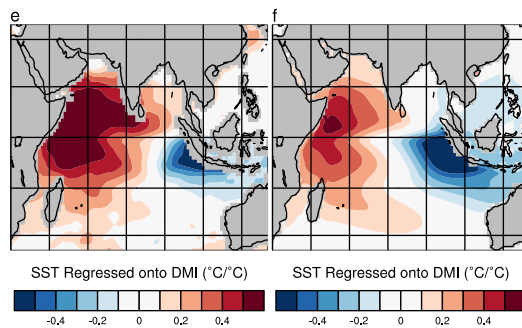 e
f
SST Regressed onto DMI (˚C/˚C)
SST Regressed onto DMI (˚C/˚C)
-0.4 -0.2 0 0.2 0.4
-0.4 -0.2 0 0.2 0.4